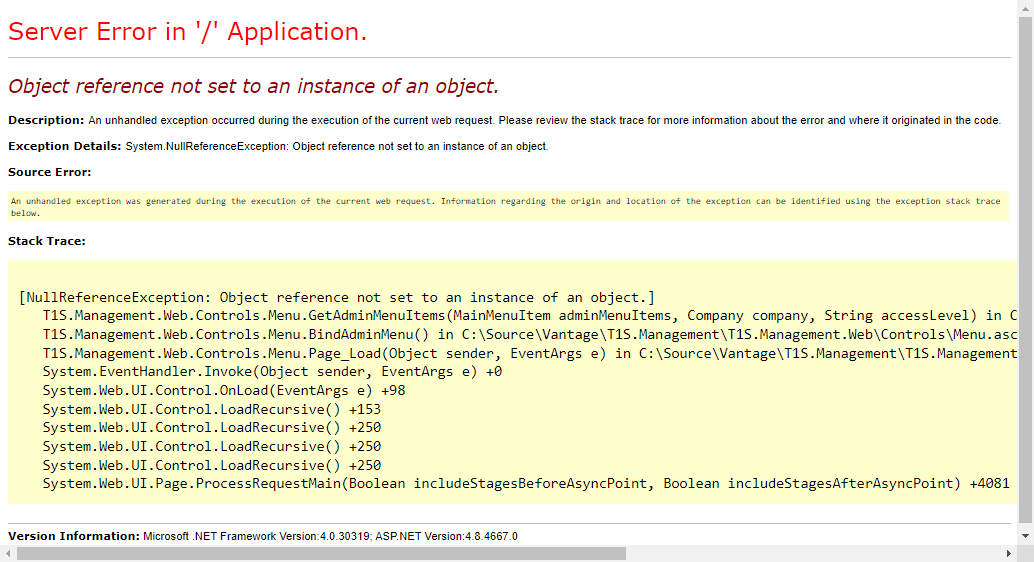 Server Error in '/' Application.
Object reference not set to an instance of an object.
Description: An unhandled exception occurred during the execution of the current web request. Please review the stack trace for more information about the error and where it originated in the code.
Exception Details: System.NullReferenceException: Object reference not set to an instance of an object.
Source Error:
An unhandled exception was generated during the execution of the current web request. Information regarding the origin and location of the exception can be identified using the exception stack trace
below.
Stack Trace:
[NullReferenceException: Object reference not set to an instance of an object.]
T1S.Management.Web.Controls.Menu.GetAdminMenuItems(MainMenuItem adminMenuItems, Company company, String accessLevel) in C
T1S.Management.Web.Controls.Menu.BindAdminMenu() in C:\Source\Vantage\T1S.Management\T1S.Management.Web\Controls\Menu.asc
T1S.Management.Web.Controls.Menu.Page_Load(Object sender, EventArgs e) in C:\Source\Vantage\T1S.Management\T1S.Management
System.EventHandler.Invoke(Object sender, EventArgs e) +0
System.Web.UI.Control.OnLoad(EventArgs e) +98
System.Web.UI.Control.LoadRecursive() +153
System.Web.UI.Control.LoadRecursive() +250
System.Web.UI.Control.LoadRecursive() +250
System.Web.UI.Control.LoadRecursive() +250
System.Web.UI.Page.ProcessRequestMain(Boolean includeStagesBeforeAsyncPoint, Boolean includeStagesAfterAsyncPoint) +4081
Version Information: Microsoft .NET Framework Version:4.0.30319; ASP.NET Version:4.8.4667.0